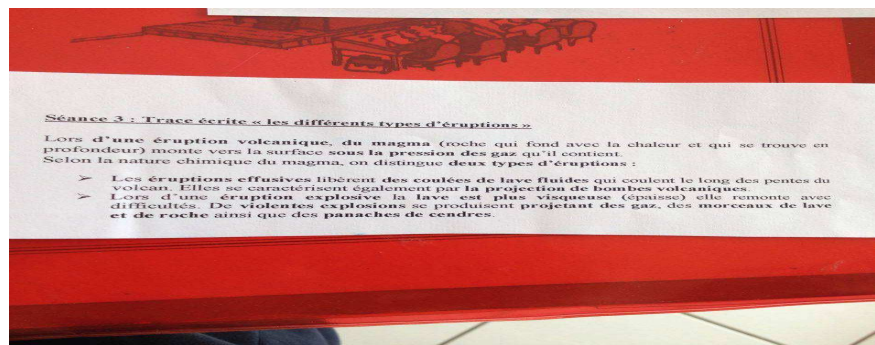 Séance 3 : Trace écrite « les différents types d'éruptions »
Lors d'une éruption volcanique, du magma (roche qui fond avec la chaleur et qui se trouve en
profondeur) monte vers la surface sous la pression des gaz qu'il contient.
Selon la nature chimique du magma, on distingue deux types d'éruptions :
➢ Les éruptions effusives libèrent des coulées de lave fluides qui coulent le long des pentes du
volcan. Elles se caractérisent également par la projection de bombes volcaniques.
➢ Lors d'une éruption explosive la lave est plus visqueuse (épaisse) elle remonte avec
difficultés. De violentes explosions se produisent projetant des gaz, des morceaux de lave
et de roche ainsi que des panaches de cendres.